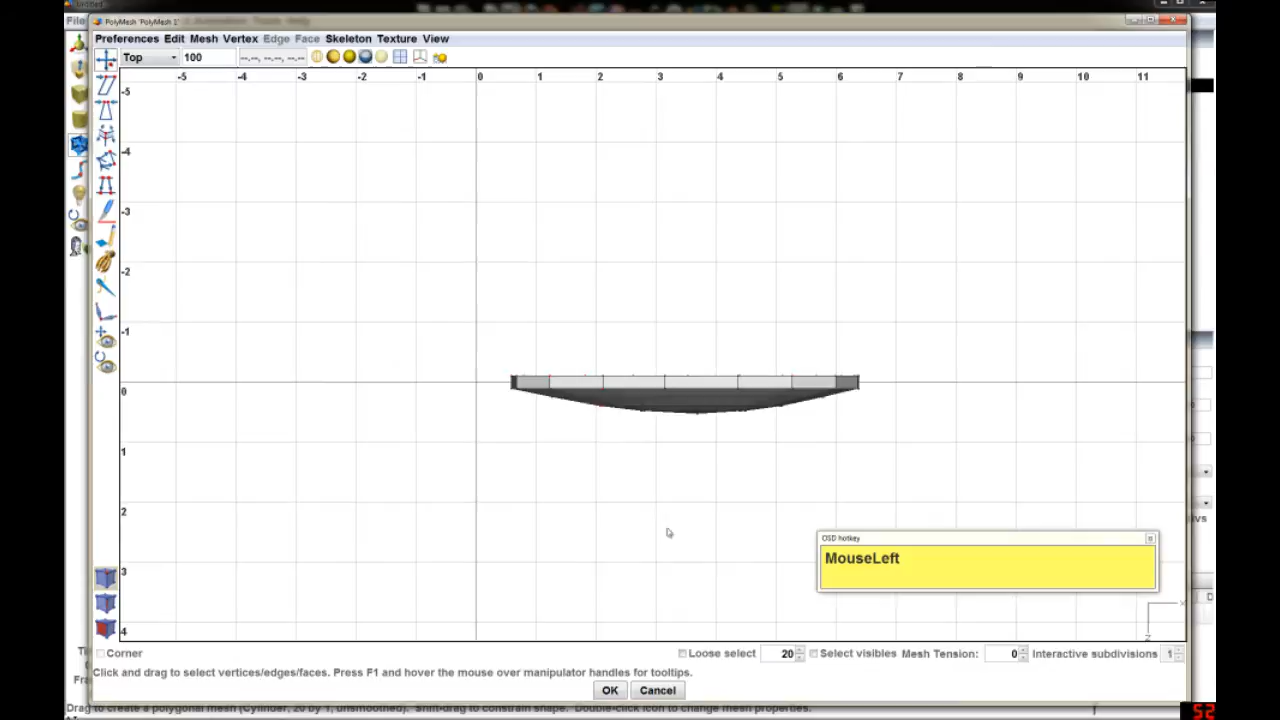 Untitled
File
PolyMesh 'PolyMesh 1'
Preferences Edit Mesh Vertex Edge Face Skeleton Texture View
Top 100 --.--, --.--, --.--
-5 -4 -3 -2 -1 0 1 2 3 4 5 6 7 8 9 10 11
-5
-4
-3
-2
-1
0
1
2
3
4
OSD hotkey
MouseLeft
ivs
X
Z
Corner Loose select 20 Select visibles Mesh Tension: 0 Interactive subdivisions 1
Click and drag to select vertices/edges/faces. Press F1 and hover the mouse over manipulator handles for tooltips.
OK Cancel
Drag to create a polygonal mesh (Cylinder, 20 by 1, unsmoothed). Shift-drag to constrain shape. Double-click icon to change mesh properties.
52